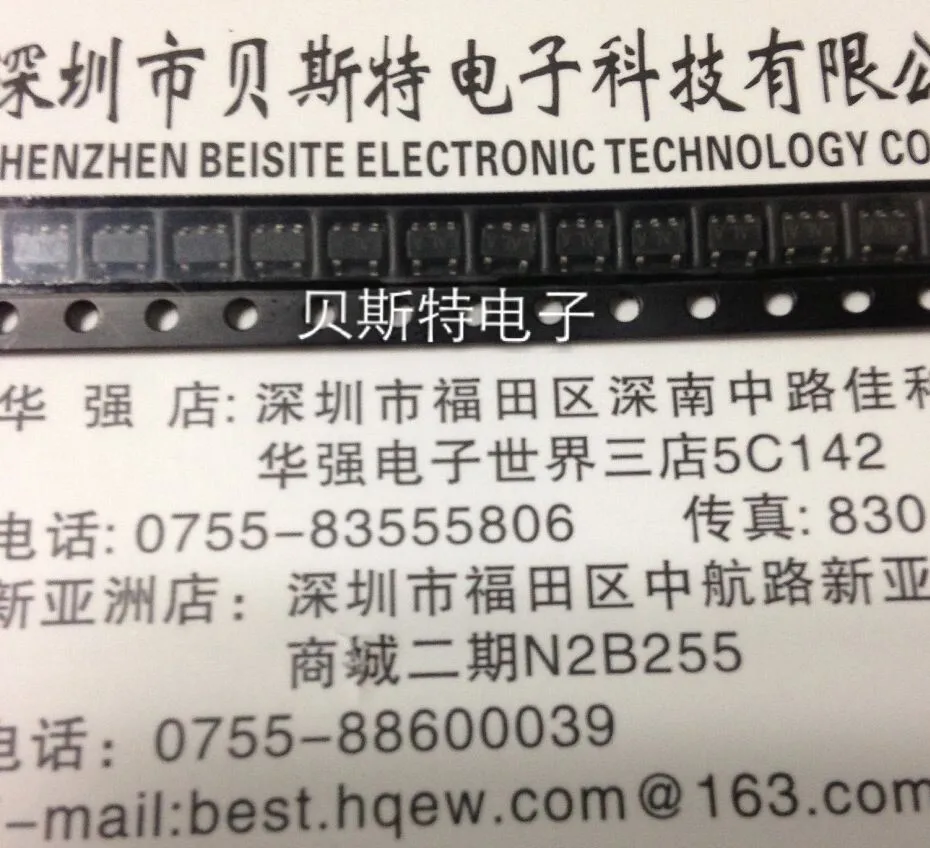 深圳市贝斯特电子科技有限公
HENZHEN BEISITE ELECTRONIC TECHNOLOGY CO
贝斯特电子
华强店:深圳市福田区深南中路佳和
华强电子世界三店5C142
电话:0755-83555806 传真:830
新亚洲店：深圳市福田区中航路新亚
商城二期N2B255
电话：0755-88600039
-mail:best.hqew.com@163.com